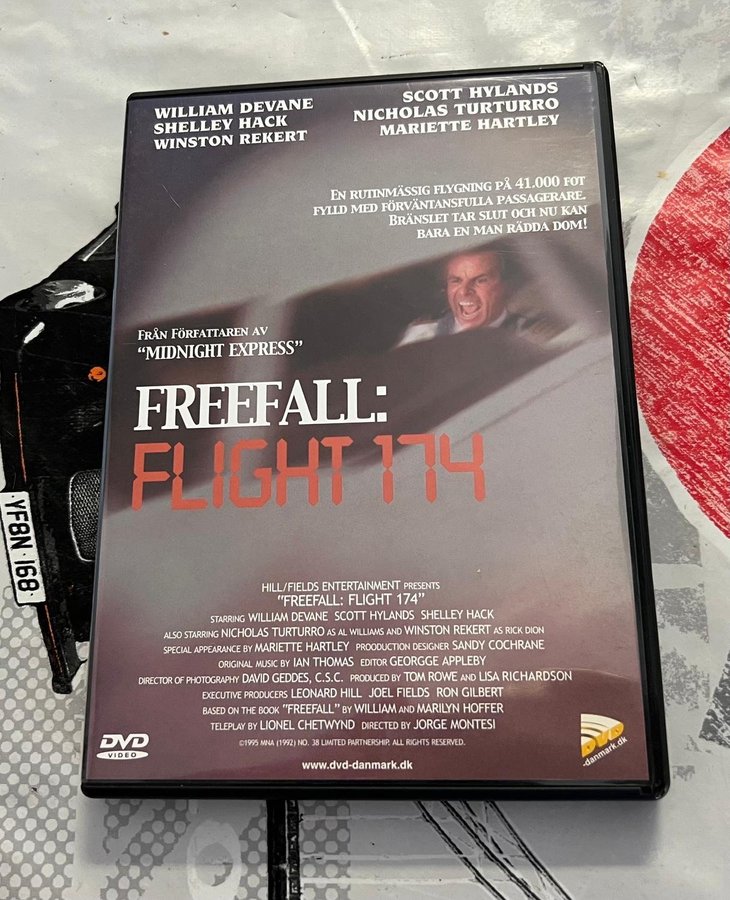 WILLIAM DEVANE
SHELLEY HACK
WINSTON REKERT
SCOTT HYLANDS
NICHOLAS TURTURRO
MARIETTE HARTLEY
EN RUTINMÄSSIG FLYGNING PÅ 41.000 FOT
FYLLD MED FÖRVÄNTANSFULLA PASSAGERARE.
BRÄNSLET TAR SLUT OCH NU KAN
BARA EN MAN RÄDDA DOM!
FRÅN FÖRFATTAREN AV
"MIDNIGHT EXPRESS"
FREEFALL:
FLIGHT 174
HILL/FIELDS ENTERTAINMENT PRESENTS
"FREEFALL: FLIGHT 174"
STARRING WILLIAM DEVANE SCOTT HYLANDS SHELLEY HACK
ALSO STARRING NICHOLAS TURTURRO AS AL WILLIAMS AND WINSTON REKERT AS RICK DION
SPECIAL APPEARANCE BY MARIETTE HARTLEY PROODUCTION DESIGNER SANDY COCHRANE
ORIGINAL MUSIC BY IAN THOMAS EDITOR GEORGGE APPLEBY
DIRECTOR OF PHOTOGRAPHY DAVID GEDDES, C.S.C. PRODUCED BY TOM ROWE AND LISA RICHARDSON
EXECUTIVE PRODUCERS LEONARD HILL JOEL FIELDS RON GILBERT
BASED ON THE BOOK "FREEFALL" BY WILLIAM AND MARILYN HOFFER
TELEPLAY BY LIONEL CHETWYND DIRECTED BY JORGE MONTESI
©1995 MNA (1992) NO. 38 LIMITED PARTNERSHIP. ALL RIGHTS RESERVED.
www.dvd-danmark.dk
DVD
VIDEO
DVD
-danmark.dk
YF8N 168